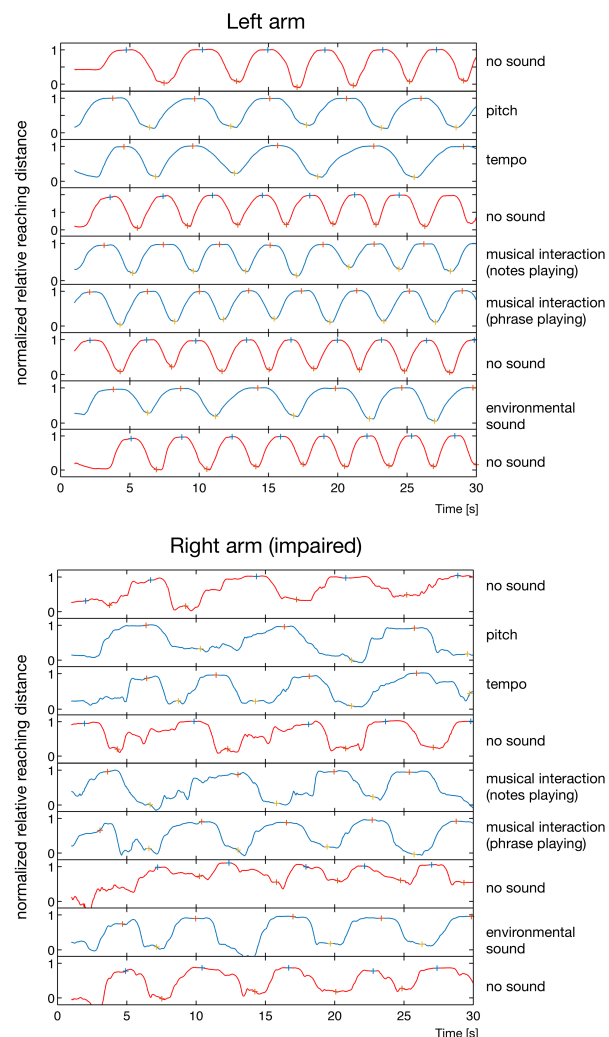 Left arm
normalized relative reaching distance
1
0
no sound
1
0
pitch
1
0
tempo
1
0
no sound
1
0
musical interaction
(notes playing)
1
0
musical interaction
(phrase playing)
1
0
no sound
1
0
environmental
sound
1
0
no sound
0 5 10 15 20 25 30
Time [s]
Right arm (impaired)
normalized relative reaching distance
1
0
no sound
1
0
pitch
1
0
tempo
1
0
no sound
1
0
musical interaction
(notes playing)
1
0
musical interaction
(phrase playing)
1
0
no sound
1
0
environmental
sound
1
0
no sound
0 5 10 15 20 25 30
Time [s]